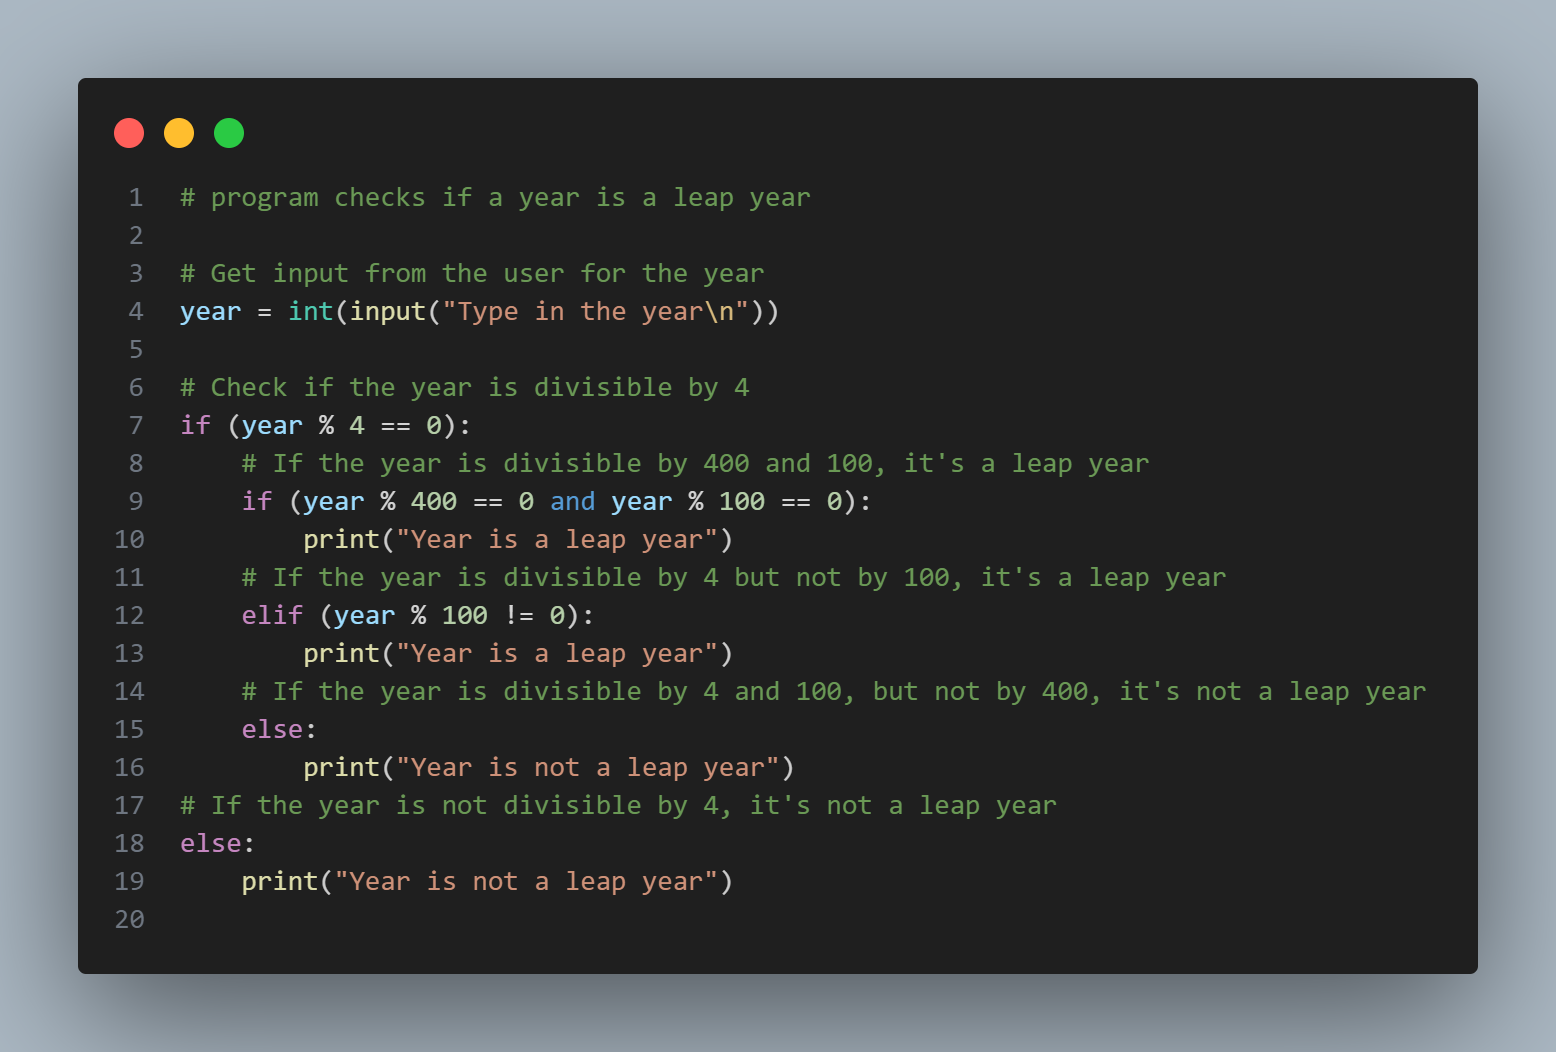 1 # program checks if a year is a leap year
2
3 # Get input from the user for the year
4 year = int(input("Type in the year\n"))
5
6 # Check if the year is divisible by 4
7 if (year % 4 == 0):
8     # If the year is divisible by 400 and 100, it's a leap year
9     if (year % 400 == 0 and year % 100 == 0):
10         print("Year is a leap year")
11     # If the year is divisible by 4 but not by 100, it's a leap year
12     elif (year % 100 != 0):
13         print("Year is a leap year")
14     # If the year is divisible by 4 and 100, but not by 400, it's not a leap year
15     else:
16         print("Year is not a leap year")
17 # If the year is not divisible by 4, it's not a leap year
18 else:
19     print("Year is not a leap year")
20